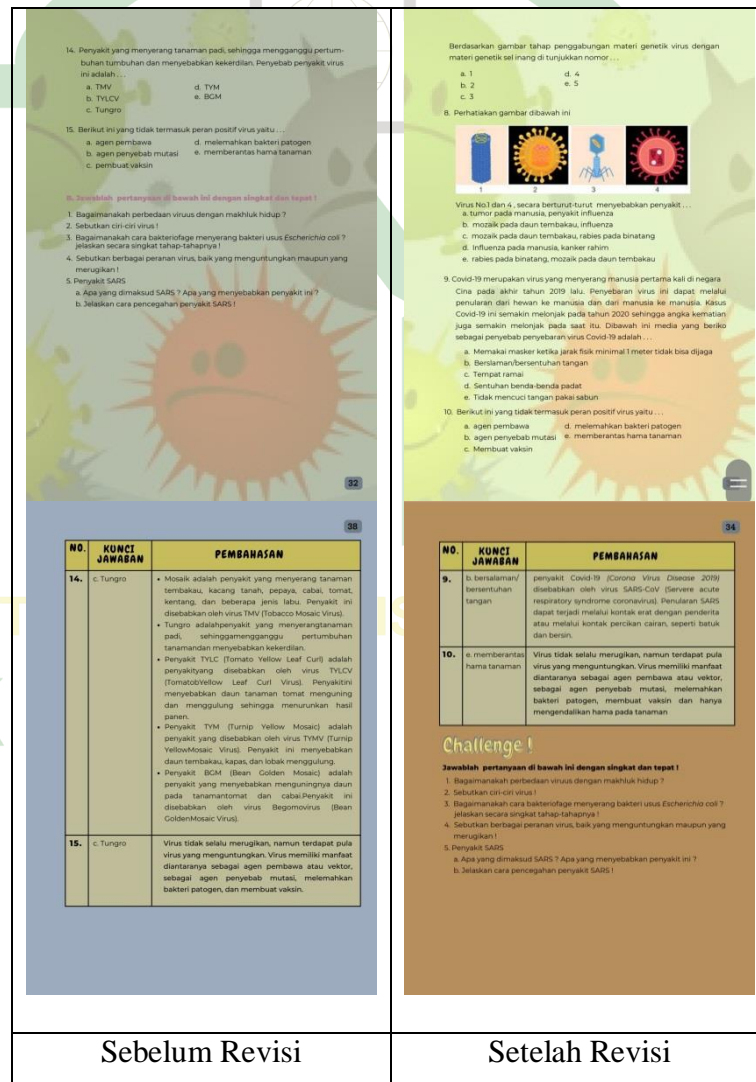 14. Penyakit yang menyerang tanaman padi, sehingga mengganggu pertum-
buhan tumbuhan dan menyebabkan kekerdilan. Penyebab penyakit virus
ini adalah . . .
a. TMV d. TYM
b. TYLCV e. BGM
c. Tungro
15. Berikut ini yang tidak termasuk peran positif virus yaitu . . .
a. agen pembawa d. melemahkan bakteri patogen
b. agen penyebab mutasi e. memberantas hama tanaman
c. pembuat vaksin
B. Jawablah pertanyaan di bawah ini dengan singkat dan tepat !
1. Bagaimanakah perbedaan viruus dengan makhluk hidup ?
2. Sebutkan ciri-ciri virus !
3. Bagaimanakah cara bakteriofage menyerang bakteri usus Escherichia coli ?
jelaskan secara singkat tahap-tahapnya !
4. Sebutkan berbagai peranan virus, baik yang menguntungkan maupun yang
merugikan !
5. Penyakit SARS
a. Apa yang dimaksud SARS ? Apa yang menyebabkan penyakit ini ?
b. Jelaskan cara pencegahan penyakit SARS !
32
Berdasarkan gambar tahap penggabungan materi genetik virus dengan
materi genetik sel inang di tunjukkan nomor . . .
a. 1 d. 4
b. 2 e. 5
c. 3
8. Perhatiakan gambar dibawah ini
1 2 3 4
Virus No.1 dan 4 , secara berturut-turut menyebabkan penyakit . . .
a. tumor pada manusia, penyakit influenza
b. mozaik pada daun tembakau, influenza
c. mozaik pada daun tembakau, rabies pada binatang
d. Influenza pada manusia, kanker rahim
e. rabies pada binatang, mozaik pada daun tembakau
9. Covid-19 merupakan virus yang menyerang manusia pertama kali di negara
Cina pada akhir tahun 2019 lalu. Penyebaran virus ini dapat melalui
penularan dari hewan ke manusia dan dari manusia ke manusia. Kasus
Covid-19 ini semakin melonjak pada tahun 2020 sehingga angka kematian
juga semakin melonjak pada saat itu. Dibawah ini media yang beriko
sebagai penyebab penyebaran virus Covid-19 adalah . . .
a. Memakai masker ketika jarak fisik minimal 1 meter tidak bisa dijaga
b. Berslaman/bersentuhan tangan
c. Tempat ramai
d. Sentuhan benda-benda padat
e. Tidak mencuci tangan pakai sabun
10. Berikut ini yang tidak termasuk peran positif virus yaitu . . .
a. agen pembawa d. melemahkan bakteri patogen
b. agen penyebab mutasi e. memberantas hama tanaman
c. Membuat vaksin
38
NO. KUNCI JAWABAN PEMBAHASAN
14. c. Tungro
• Mosaik adalah penyakit yang menyerang tanaman
tembakau, kacang tanah, pepaya, cabai, tomat,
kentang, dan beberapa jenis labu. Penyakit ini
disebabkan oleh virus TMV (Tobacco Mosaic Virus).
• Tungro adalahpenyakit yang menyerangtanaman
padi, sehinggamengganggu pertumbuhan
tanamandan menyebabkan kekerdilan.
• Penyakit TYLC (Tomato Yellow Leaf Curl) adalah
penyakityang disebabkan oleh virus TYLCV
(TomatobYellow Leaf Curl Virus). Penyakitini
menyebabkan daun tanaman tomat menguning
dan menggulung sehingga menurunkan hasil
panen.
• Penyakit TYM (Turnip Yellow Mosaic) adalah
penyakit yang disebabkan oleh virus TYMV (Turnip
YellowMosaic Virus). Penyakit ini menyebabkan
daun tembakau, kapas, dan lobak menggulung.
• Penyakit BGM (Bean Golden Mosaic) adalah
penyakit yang menyebabkan menguningnya daun
pada tanamantomat dan cabai.Penyakit ini
disebabkan oleh virus Begomovirus (Bean
GoldenMosaic Virus).
15. c. Tungro
Virus tidak selalu merugikan, namun terdapat pula
virus yang menguntungkan. Virus memiliki manfaat
diantaranya sebagai agen pembawa atau vektor,
sebagai agen penyebab mutasi, melemahkan
bakteri patogen, dan membuat vaksin.
34
NO. KUNCI JAWABAN PEMBAHASAN
9. b. bersalaman/
bersentuhan
tangan
penyakit Covid-19 (Corona Virus Disease 2019)
disebabkan oleh virus SARS-CoV (Servere acute
respiratory syndrome coronavirus). Penularan SARS
dapat terjadi melalui kontak erat dengan penderita
atau melalui kontak percikan cairan, seperti batuk
dan bersin.
10. e. memberantas
hama tanaman
Virus tidak selalu merugikan, namun terdapat pula
virus yang menguntungkan. Virus memiliki manfaat
diantaranya sebagai agen pembawa atau vektor,
sebagai agen penyebab mutasi, melemahkan
bakteri patogen, membuat vaksin dan hanya
mengendalikan hama pada tanaman
Challenge !
Jawablah pertanyaan di bawah ini dengan singkat dan tepat !
1. Bagaimanakah perbedaan viruus dengan makhluk hidup ?
2. Sebutkan ciri-ciri virus !
3. Bagaimanakah cara bakteriofage menyerang bakteri usus Escherichia coli ?
jelaskan secara singkat tahap-tahapnya !
4. Sebutkan berbagai peranan virus, baik yang menguntungkan maupun yang
merugikan !
5. Penyakit SARS
a. Apa yang dimaksud SARS ? Apa yang menyebabkan penyakit ini ?
b. Jelaskan cara pencegahan penyakit SARS !
Sebelum Revisi
Setelah Revisi